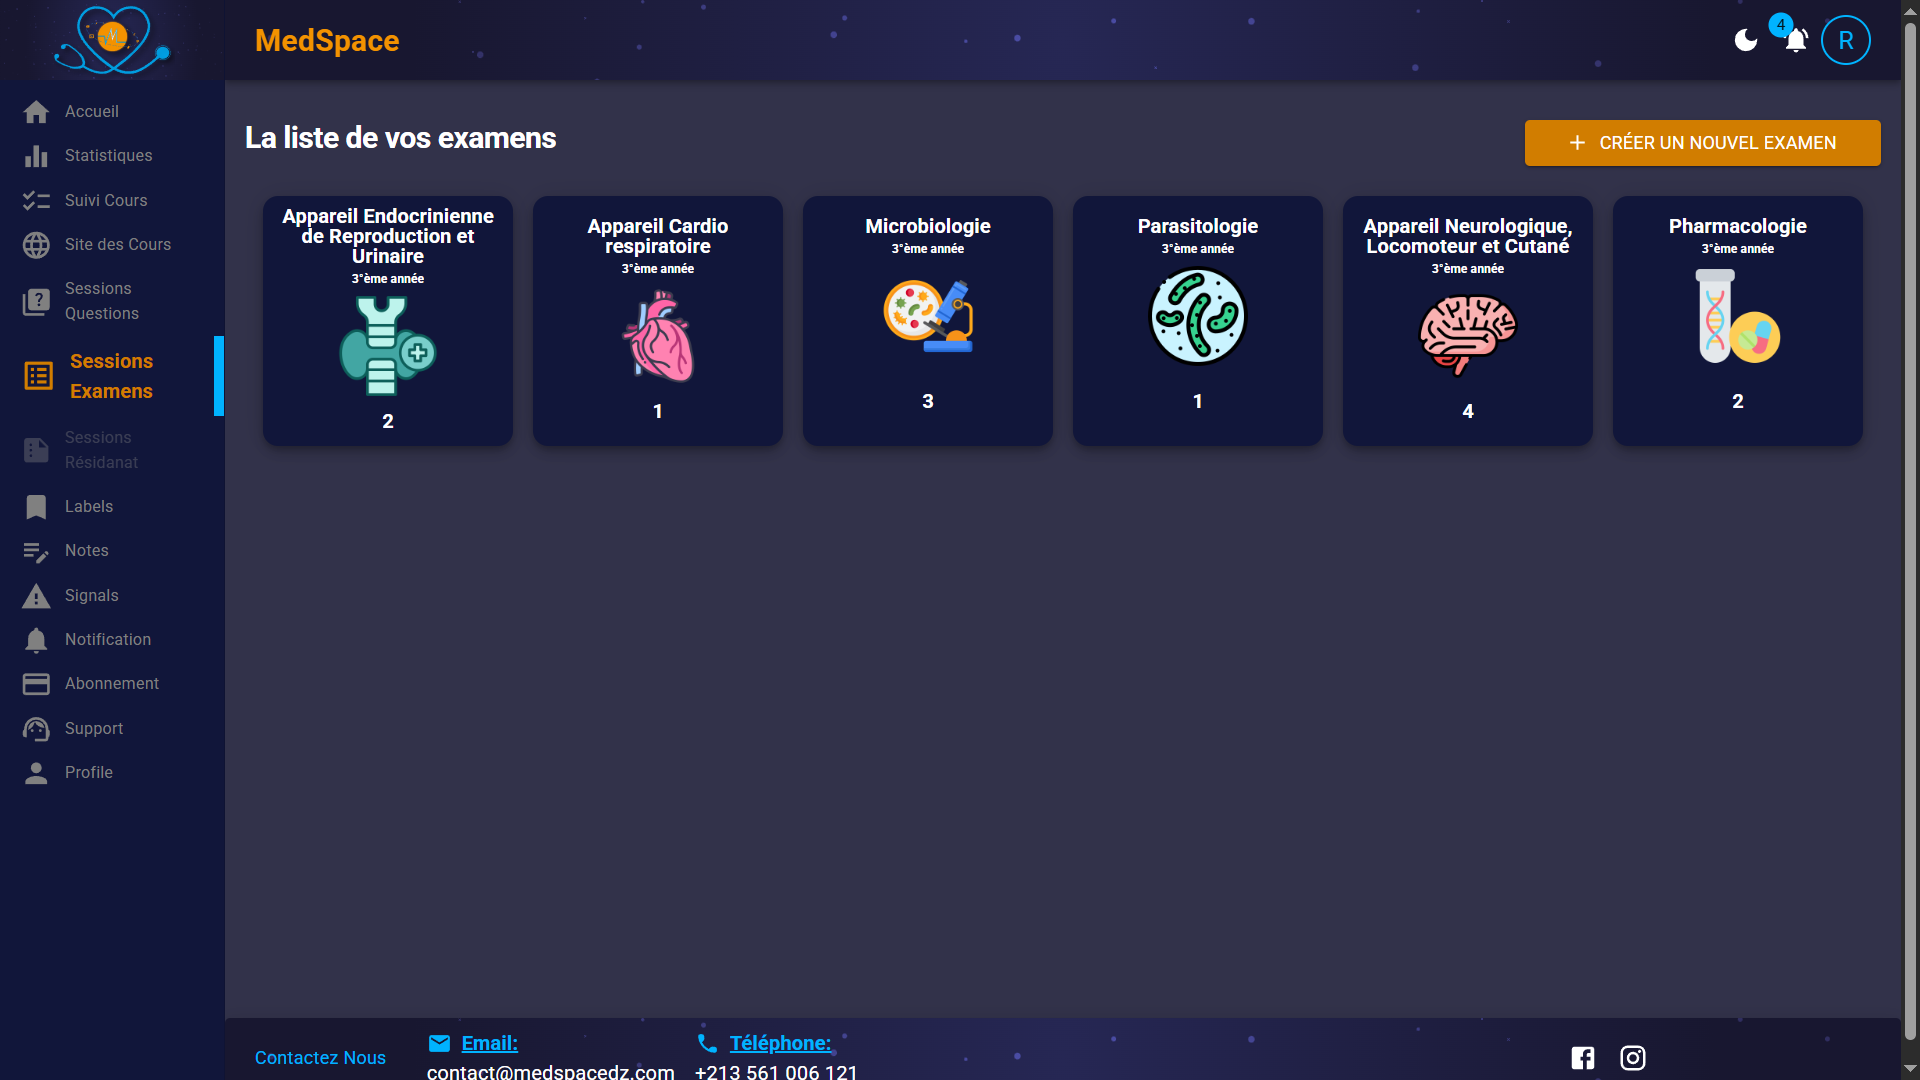 MedSpace
4
R
Accueil
Statistiques
Suivi Cours
Site des Cours
Sessions
Questions
Sessions
Examens
Sessions
Résidanat
Labels
Notes
Signals
Notification
Abonnement
Support
Profile
La liste de vos examens
+ CRÉER UN NOUVEL EXAMEN
Appareil Endocrinienne
de Reproduction et
Urinaire
3°ème année
2
Appareil Cardio
respiratoire
3°ème année
1
Microbiologie
3°ème année
3
Parasitologie
3°ème année
1
Appareil Neurologique,
Locomoteur et Cutané
3°ème année
4
Pharmacologie
3°ème année
2
Contactez Nous
Email:
contact@medspacedz.com
Téléphone:
+213 561 006 121